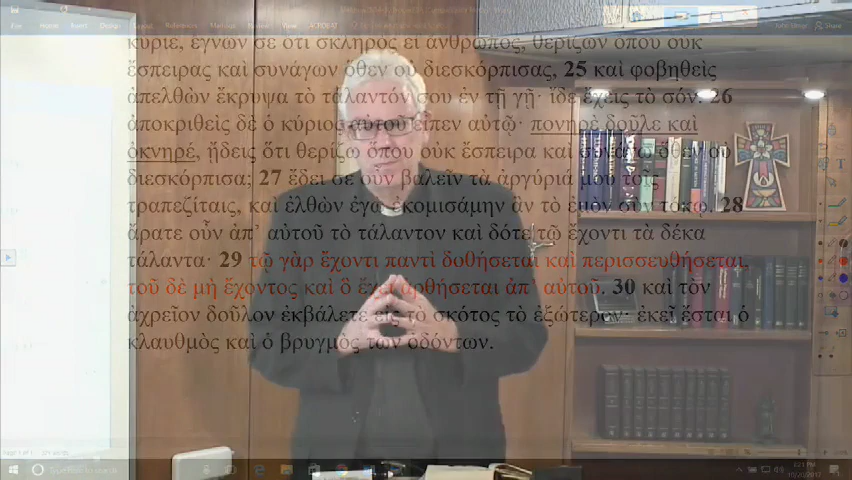 κύριε, ἔγνων σε ὅτι σκληρὸς εἶ ἄνθρωπος, θερίζων ὅπου οὐκ
ἔσπειρας καὶ συνάγων ὅθεν οὐ διεσκόρπισας, 25 καὶ φοβηθεὶς
ἀπελθὼν ἔκρυψα τὸ τάλαντόν σου ἐν τῇ γῇ· ἴδε ἔχεις τὸ σόν. 26
ἀποκριθεὶς δὲ ὁ κύριος αὐτοῦ εἶπεν αὐτῷ· πονηρὲ δοῦλε καὶ
ὀκνηρέ, ᾔδεις ὅτι θερίζω ὅπου οὐκ ἔσπειρα καὶ συνάγω ὅθεν οὐ
διεσκόρπισα; 27 ἔδει σε οὖν βαλεῖν τὰ ἀργύριά μου τοῖς
τραπεζίταις, καὶ ἐλθὼν ἐγὼ ἐκομισάμην ἂν τὸ ἐμὸν σὺν τόκῳ. 28
ἄρατε οὖν ἀπ' αὐτοῦ τὸ τάλαντον καὶ δότε τῷ ἔχοντι τὰ δέκα
τάλαντα· 29 τῷ γὰρ ἔχοντι παντὶ δοθήσεται καὶ περισσευθήσεται,
τοῦ δὲ μὴ ἔχοντος καὶ ὃ ἔχει ἀρθήσεται ἀπ' αὐτοῦ. 30 καὶ τὸν
ἀχρεῖον δοῦλον ἐκβάλετε εἰς τὸ σκότος τὸ ἐξώτερον· ἐκεῖ ἔσται ὁ
κλαυθμὸς καὶ ὁ βρυγμὸς τῶν ὀδόντων.